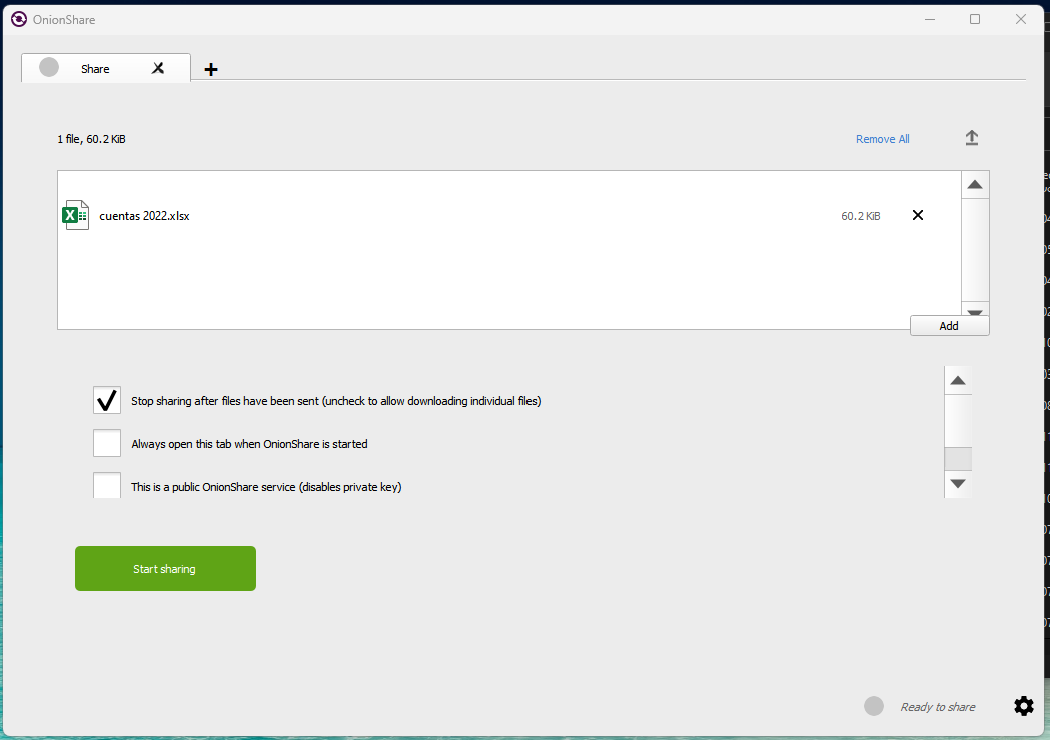 OnionShare
Share
1 file, 60.2 KiB
Remove All
cuentas 2022.xlsx
60.2 KiB
Add
Stop sharing after files have been sent (uncheck to allow downloading individual files)
Always open this tab when OnionShare is started
This is a public OnionShare service (disables private key)
Start sharing
Ready to share